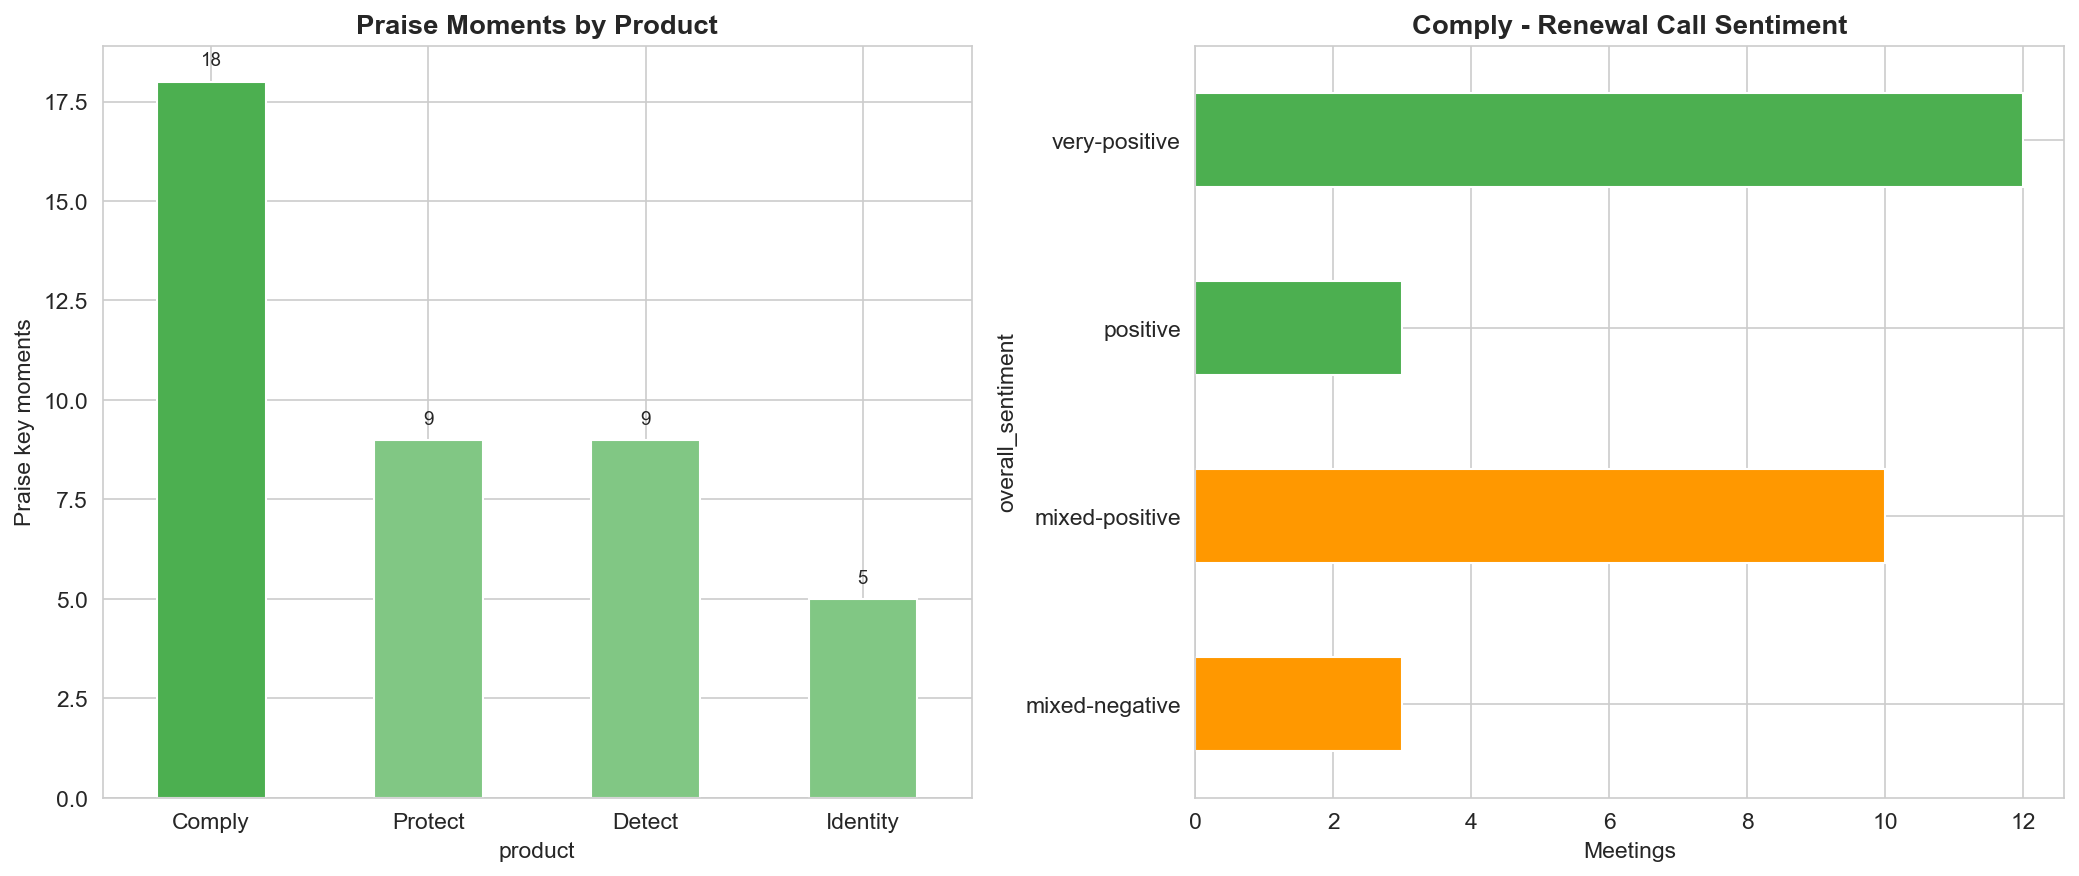 Praise Moments by Product
Praise key moments
17.5
15.0
12.5
10.0
7.5
5.0
2.5
0.0
18
9
9
5
Comply
Protect
Detect
Identity
product
Comply - Renewal Call Sentiment
overall_sentiment
very-positive
positive
mixed-positive
mixed-negative
0
2
4
6
8
10
12
Meetings